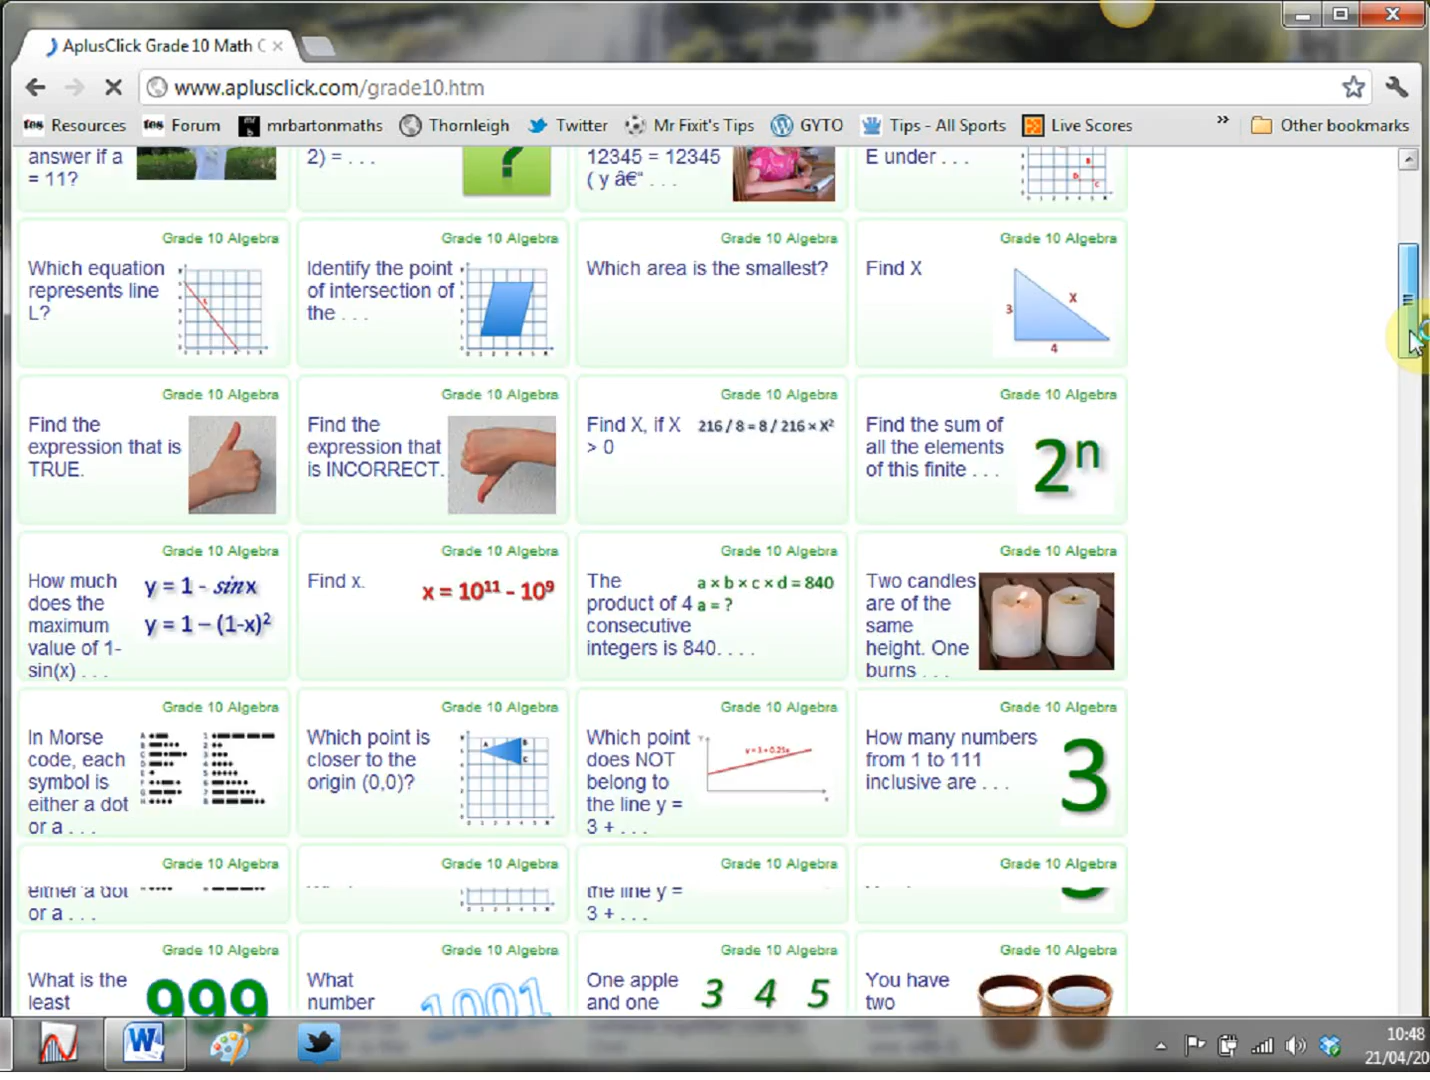 AplusClick Grade 10 Math C
www.aplusclick.com/grade10.htm
tes Resources
tes Forum
mrbartonmaths
Thornleigh
Twitter
Mr Fixit's Tips
GYTO
Tips - All Sports
Live Scores
»
Other bookmarks
answer if a
= 11?
2) = . . .
?
12345 = 12345
( y â€“ . . .
E under . . .
Grade 10 Algebra
Which equation
represents line
L?
Grade 10 Algebra
Identify the point
of intersection of
the . . .
Grade 10 Algebra
Which area is the smallest?
Grade 10 Algebra
Find X
3
X
4
Grade 10 Algebra
Find the
expression that is
TRUE.
Grade 10 Algebra
Find the
expression that
is INCORRECT.
Grade 10 Algebra
Find X, if X
> 0
216 / 8 = 8 / 216 × X²
Grade 10 Algebra
Find the sum of
all the elements
of this finite . . .
2ⁿ
Grade 10 Algebra
How much
does the
maximum
value of 1-
sin(x) . . .
y = 1 - sinx
y = 1 – (1-x)²
Grade 10 Algebra
Find x.
x = 10¹¹ - 10⁹
Grade 10 Algebra
The
product of 4
consecutive
integers is 840. . . .
a × b × c × d = 840
a = ?
Grade 10 Algebra
Two candles
are of the
same
height. One
burns . . .
Grade 10 Algebra
In Morse
code, each
symbol is
either a dot
or a . . .
Grade 10 Algebra
Which point is
closer to the
origin (0,0)?
A
B
C
Grade 10 Algebra
Which point
does NOT
belong to
the line y =
3 + . . .
y = 3 + 0.25x
Grade 10 Algebra
How many numbers
from 1 to 111
inclusive are . . .
3
Grade 10 Algebra
either a dot
or a . . .
Grade 10 Algebra
Grade 10 Algebra
the line y =
3 + . . .
Grade 10 Algebra
Grade 10 Algebra
What is the
least
999
Grade 10 Algebra
What
number
1001
Grade 10 Algebra
One apple
and one
3 4 5
Grade 10 Algebra
You have
two
W
10:48
21/04/20